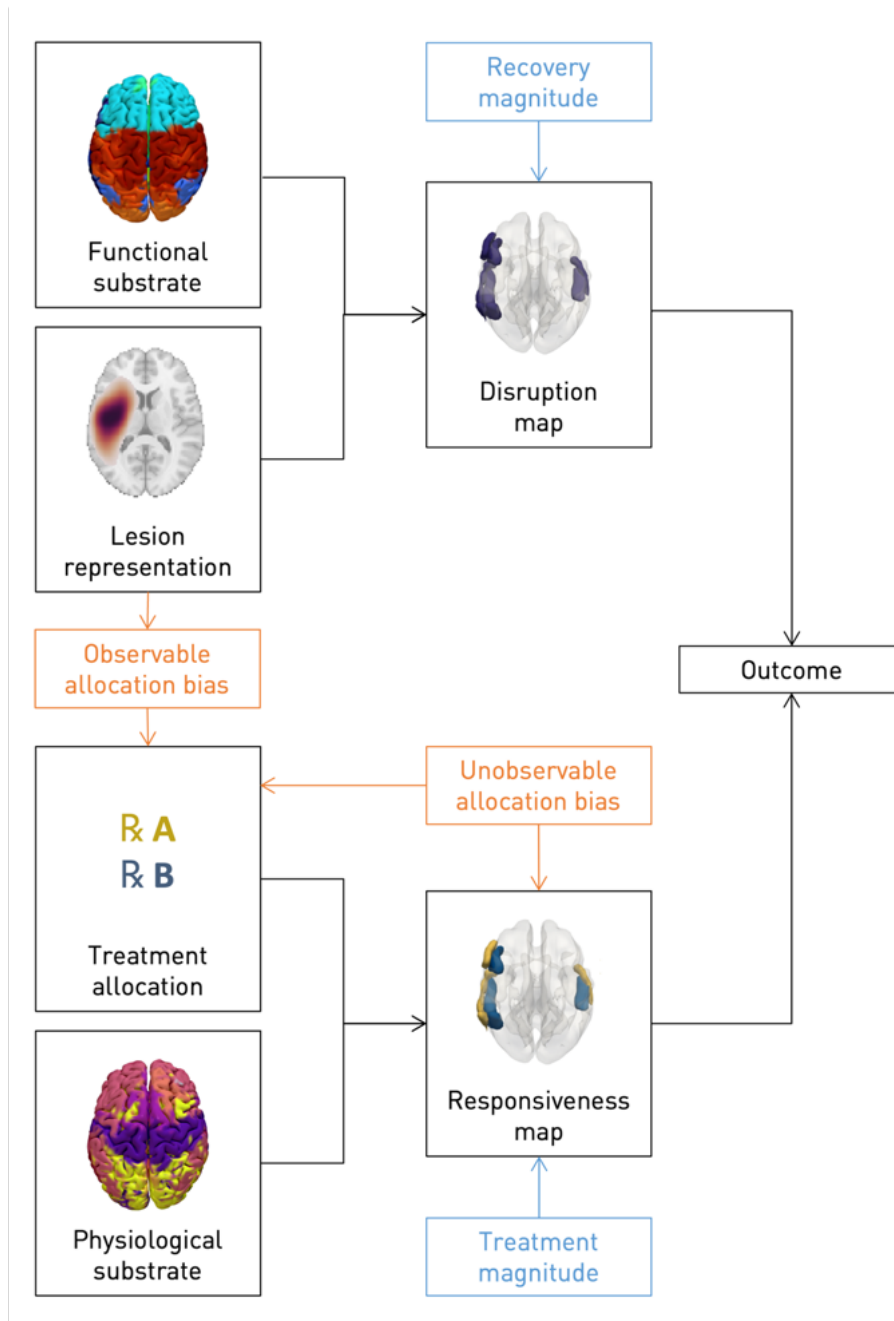 Functional
substrate
Recovery
magnitude
Disruption
map
Lesion
representation
Observable
allocation bias
Outcome
Unobservable
allocation bias
℞ A
℞ B
Treatment
allocation
Responsiveness
map
Physiological
substrate
Treatment
magnitude